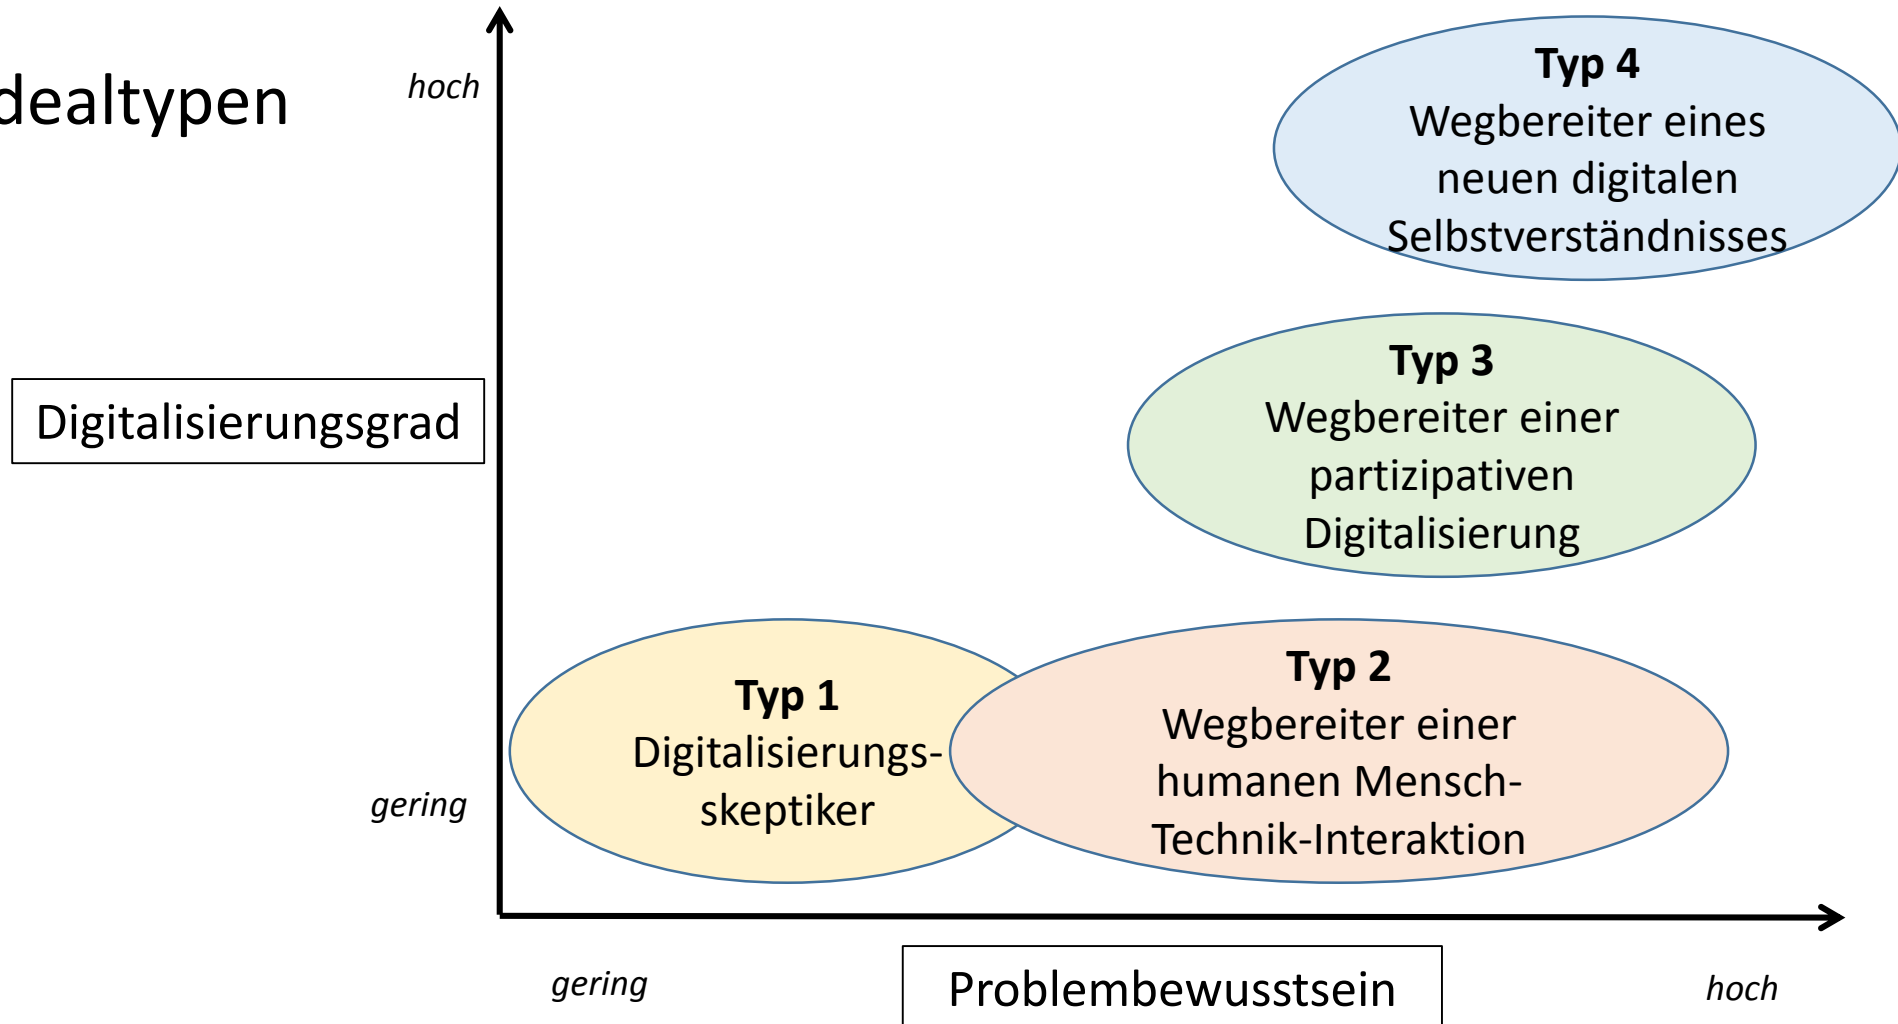 dealtypen
hoch
Typ 4
Wegbereiter eines
neuen digitalen
Selbstverständnisses
Typ 3
Wegbereiter einer
partizipativen
Digitalisierung
Digitalisierungsgrad
Typ 1
Digitalisierungs-
skeptiker
Typ 2
Wegbereiter einer
humanen Mensch-
Technik-Interaktion
gering
gering
Problembewusstsein
hoch